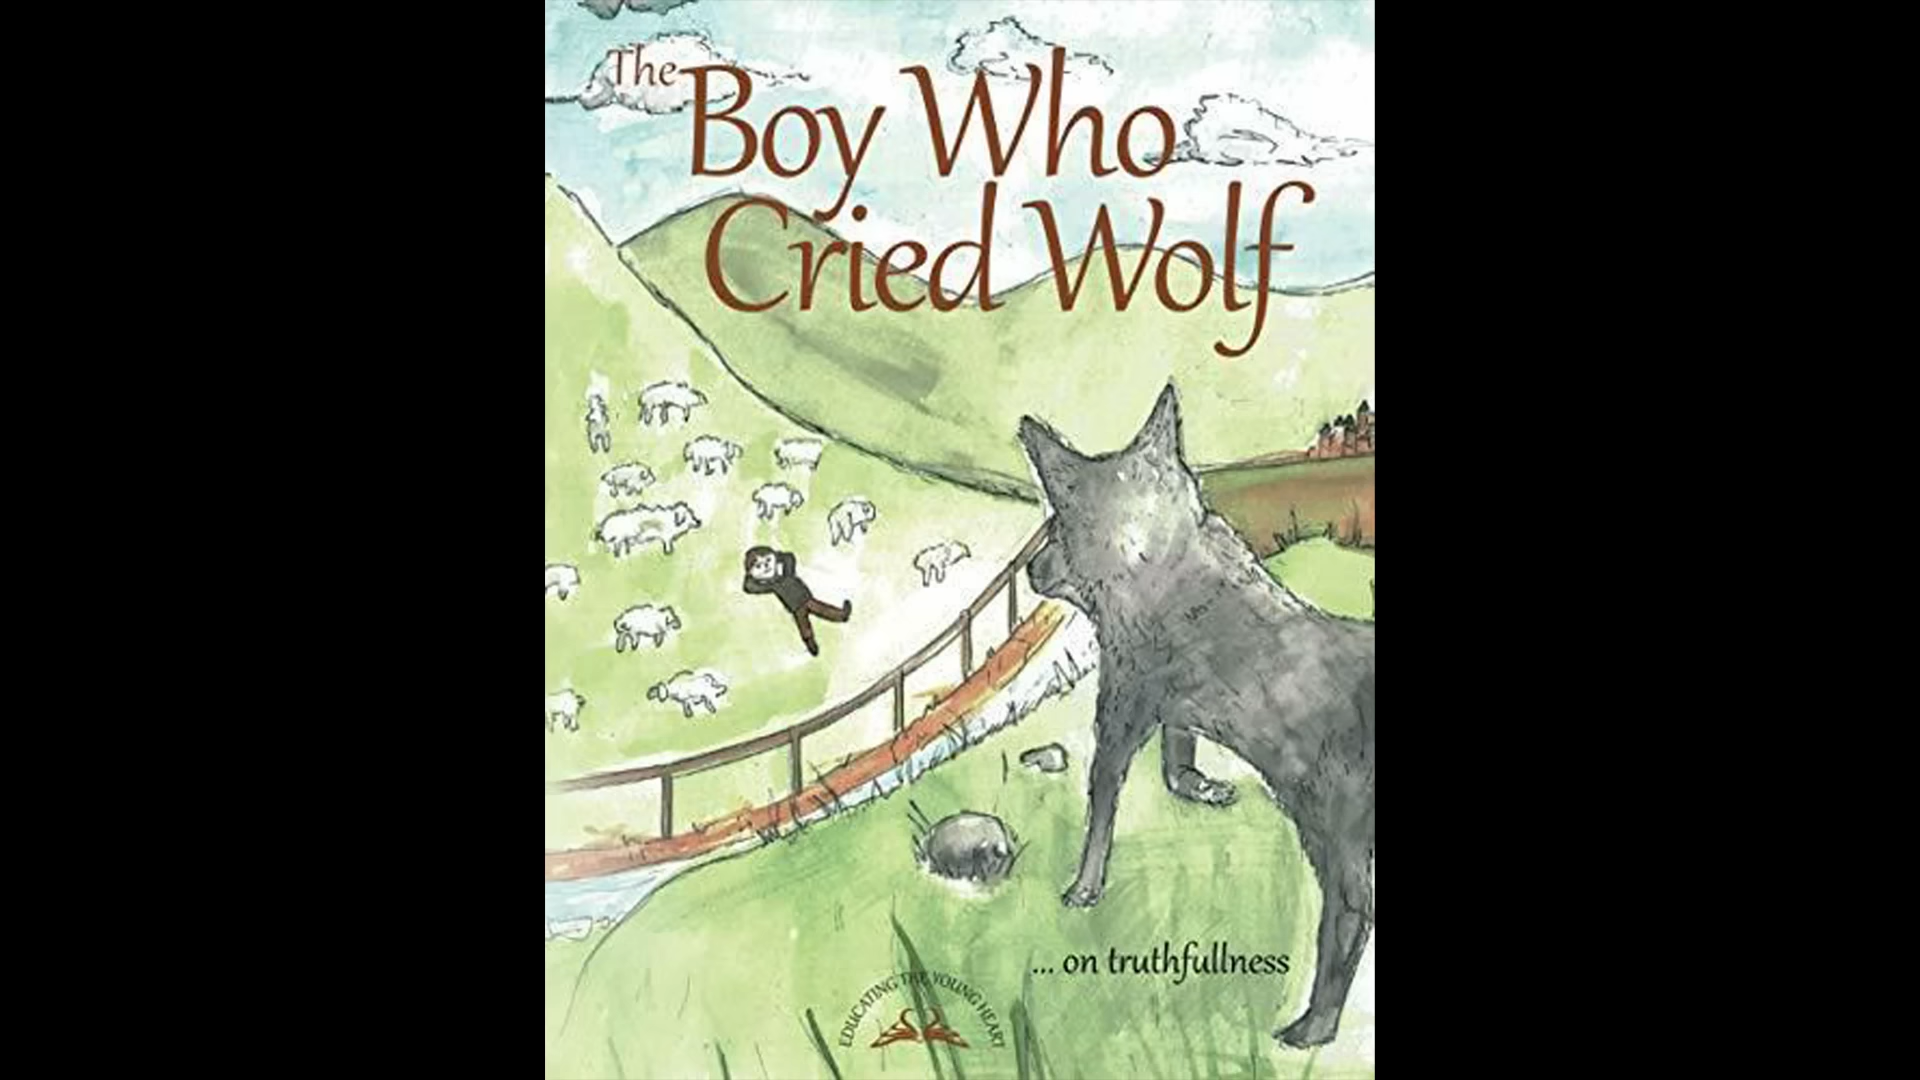 The
Boy Who
Cried Wolf
... on truthfullness
EDUCATING THE YOUNG HEART